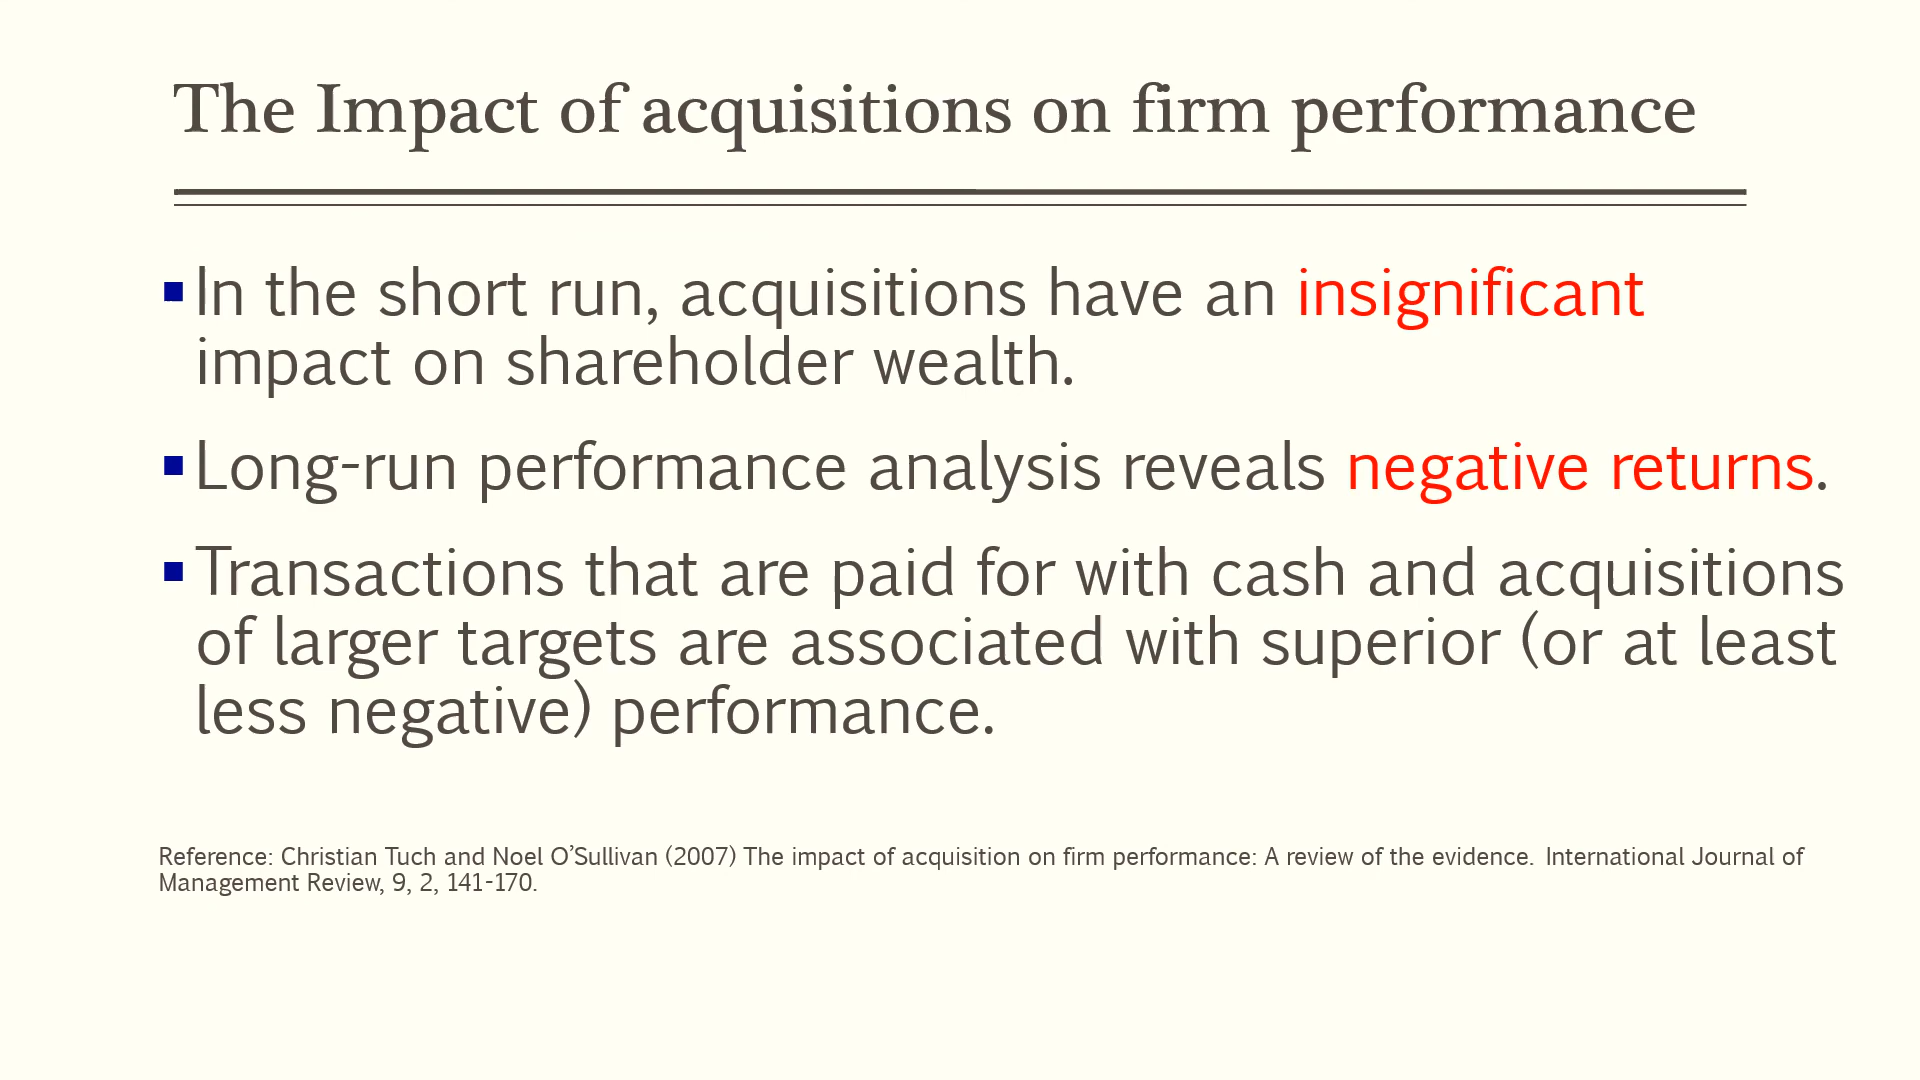 The Impact of acquisitions on firm performance
In the short run, acquisitions have an insignificant
impact on shareholder wealth.
Long-run performance analysis reveals negative returns.
Transactions that are paid for with cash and acquisitions
of larger targets are associated with superior (or at least
less negative) performance.
Reference: Christian Tuch and Noel O’Sullivan (2007) The impact of acquisition on firm performance: A review of the evidence. International Journal of
Management Review, 9, 2, 141-170.